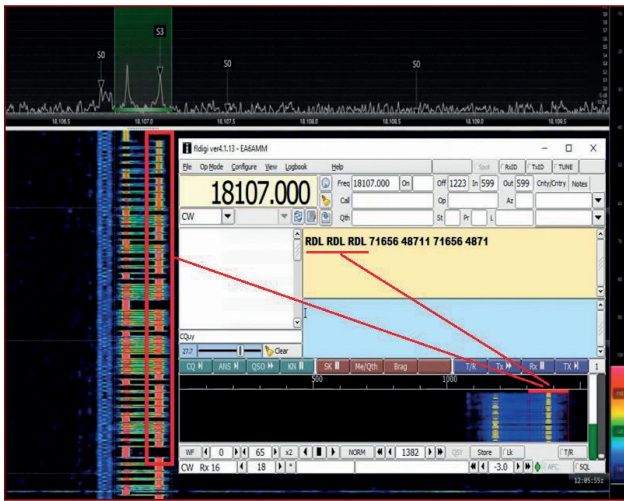 S3
S0
S0
S0
18.106.5 18.107.0 18.107.5 18.108.0 18.108.5 18.109.0 18.109.5
fldigi ver4.1.13 - EA6AMM
File Op Mode Configure View Logbook Help Spot RxID TxID TUNE
18107.000 Freq 18107.000 On Off 1223 In 599 Out 599 Cnty/Cntry Notes
Call Op Az
CW Qth St Pr L
RDL RDL RDL 71656 48711 71656 4871
CQuy
27.7 Clear
CQ ANS QSO KN SK Me/Qth Brag T/R Tx Rx TX 1
500 1000
WF 0 65 x2 NORM 1382 QSY Store Lk T/R
CW Rx 16 18 * -3.0 AFC SQL
12:05:55z